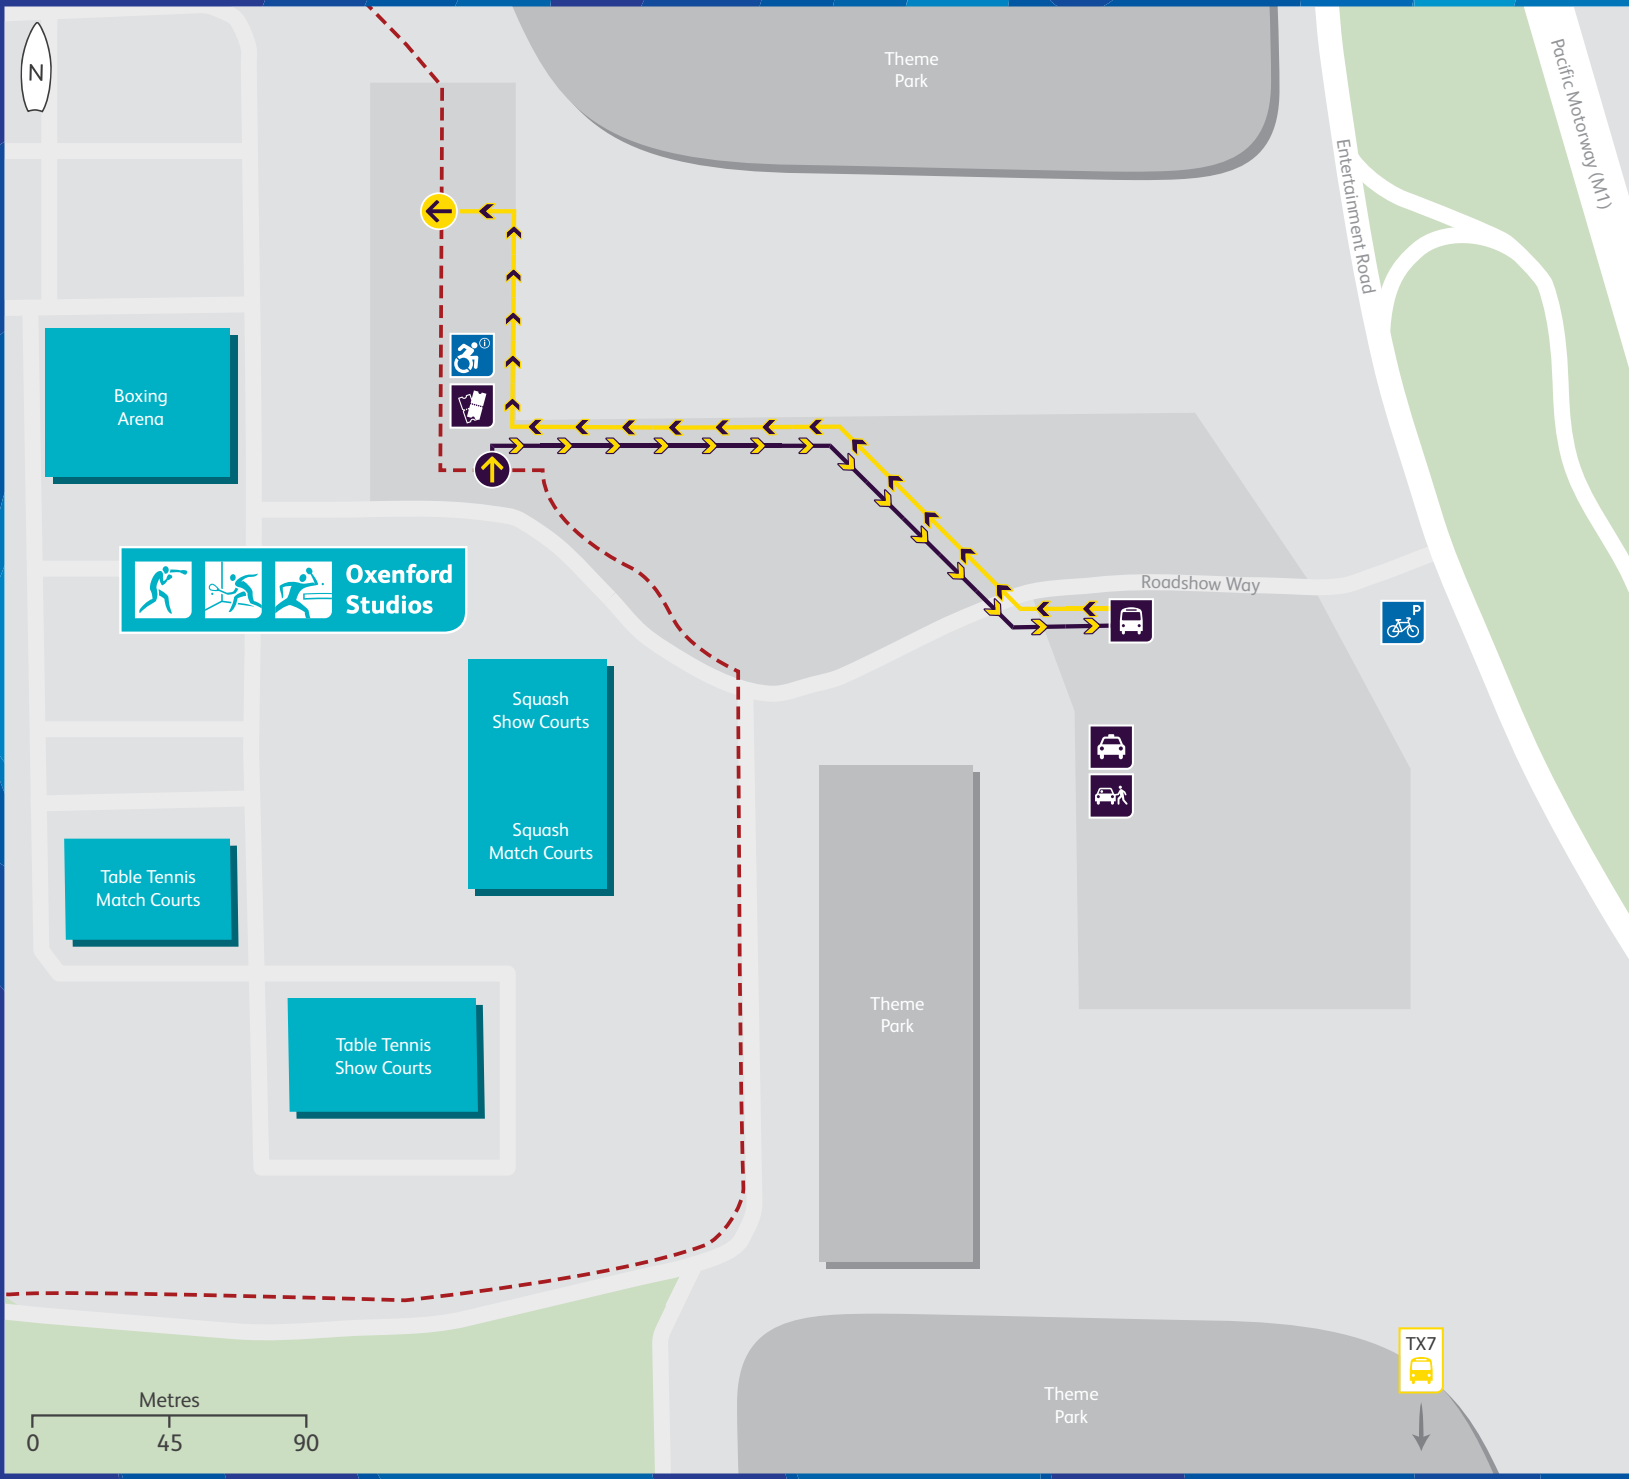 N
Theme
Park
Pacific Motorway (M1)
Entertainment Road
Boxing
Arena
Oxenford
Studios
Roadshow Way
P
Squash
Show Courts
Squash
Match Courts
Table Tennis
Match Courts
Theme
Park
Table Tennis
Show Courts
TX7
Theme
Park
Metres
0 45 90